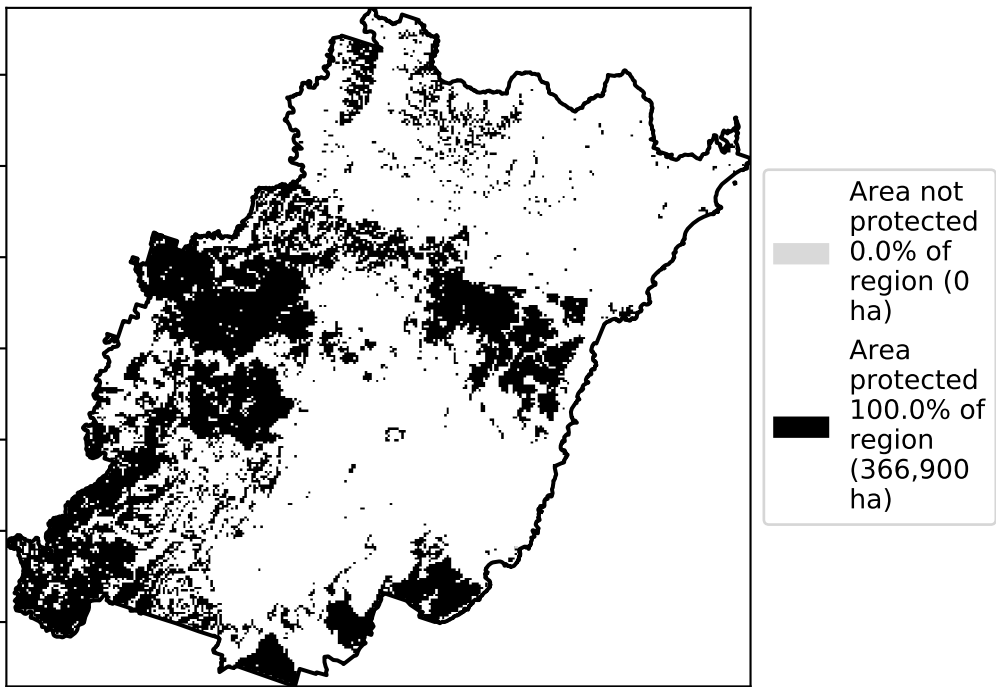 Area not
protected
0.0% of
region (0
ha)
Area
protected
100.0% of
region
(366,900
ha)